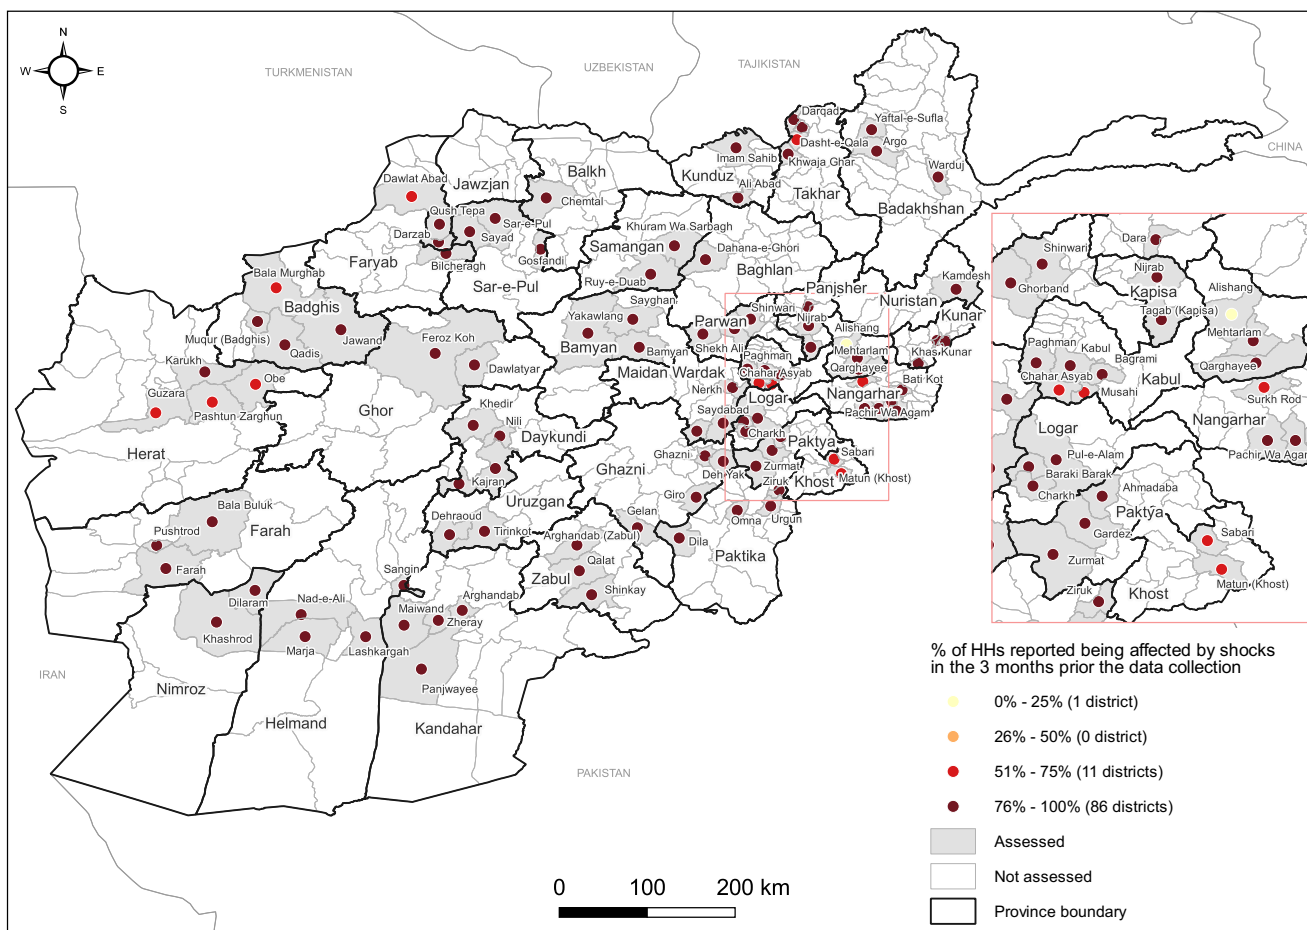 N
W
E
S
TURKMENISTAN
UZBEKISTAN
TAJIKISTAN
CHINA
IRAN
PAKISTAN
Darqad
Yaftal-e-Sufla
Dasht-e-Qala
Argo
Imam Sahib
Khwaja Ghar
Warduj
Kunduz
Ali Abad
Takhar
Badakhshan
Dawlat Abad
Jawzjan
Balkh
Chemtal
Qush Tepa
Sar-e-Pul
Darzab
Sayad
Khuram Wa Sarbagh
Samangan
Dahana-e-Ghori
Faryab
Bilcheragh
Gosfandi
Baghlan
Bala Murghab
Sar-e-Pul
Ruy-e-Duab
Panjsher
Kamdesh
Badghis
Sayghan
Nuristan
Muqur (Badghis)
Jawand
Feroz Koh
Yakawlang
Parwan
Shinwari
Nijrab
Alishang
Kunar
Qadis
Karukh
Bamyan
Bamyan
Shekh Ali
Paghman
Mehtarlam
Khas Kunar
Obe
Dawlatyar
Maidan Wardak
Chahar Asyab
Qarghayee
Guzara
Pashtun Zarghun
Nerkh
Logar
Nangarhar
Bati Kot
Ghor
Khedir
Saydabad
Pachir Wa Agam
Nili
Daykundi
Charkh
Paktya
Herat
Ghazni
Ghazni
Sabari
Kajran
Deh Yak
Zurmat
Matun (Khost)
Uruzgan
Giro
Ziruk
Khost
Bala Buluk
Dehraoud
Gelan
Omna
Urgun
Pushtrod
Farah
Tirinkot
Arghandab (Zabul)
Dila
Paktika
Farah
Sangin
Qalat
Zabul
Dilaram
Nad-e-Ali
Arghandab
Shinkay
Maiwand
Zheray
Khashrod
Marja
Lashkargah
Nimroz
Panjwayee
Helmand
Kandahar
Shinwari
Dara
Nijrab
Ghorband
Kapisa
Alishang
Tagab (Kapisa)
Mehtarlam
Paghman
Kabul
Bagrami
Qarghayee
Chahar Asyab
Kabul
Musahi
Surkh Rod
Nangarhar
Logar
Pul-e-Alam
Pachir Wa Agam
Baraki Barak
Charkh
Ahmadaba
Paktya
Gardez
Sabari
Zurmat
Matun (Khost)
Ziruk
Khost
% of HHs reported being affected by shocks
in the 3 months prior the data collection
0% - 25% (1 district)
26% - 50% (0 district)
51% - 75% (11 districts)
76% - 100% (86 districts)
Assessed
Not assessed
Province boundary
0
100
200 km